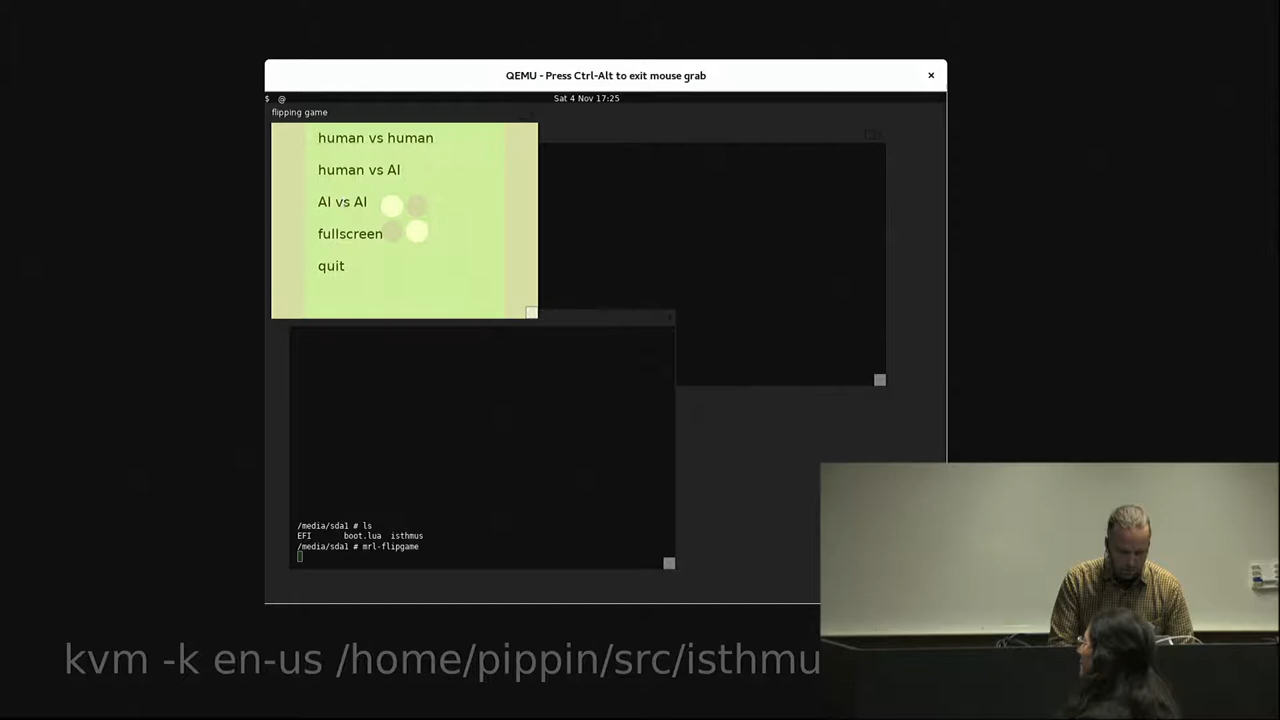 QEMU - Press Ctrl-Alt to exit mouse grab
$ @ Sat 4 Nov 17:25
flipping game
human vs human
human vs AI
AI vs AI
fullscreen
quit
/media/sda1 # ls
EFI boot.lua isthmus
/media/sda1 # mrl-flipgame
kvm -k en-us /home/pippin/src/isthmu